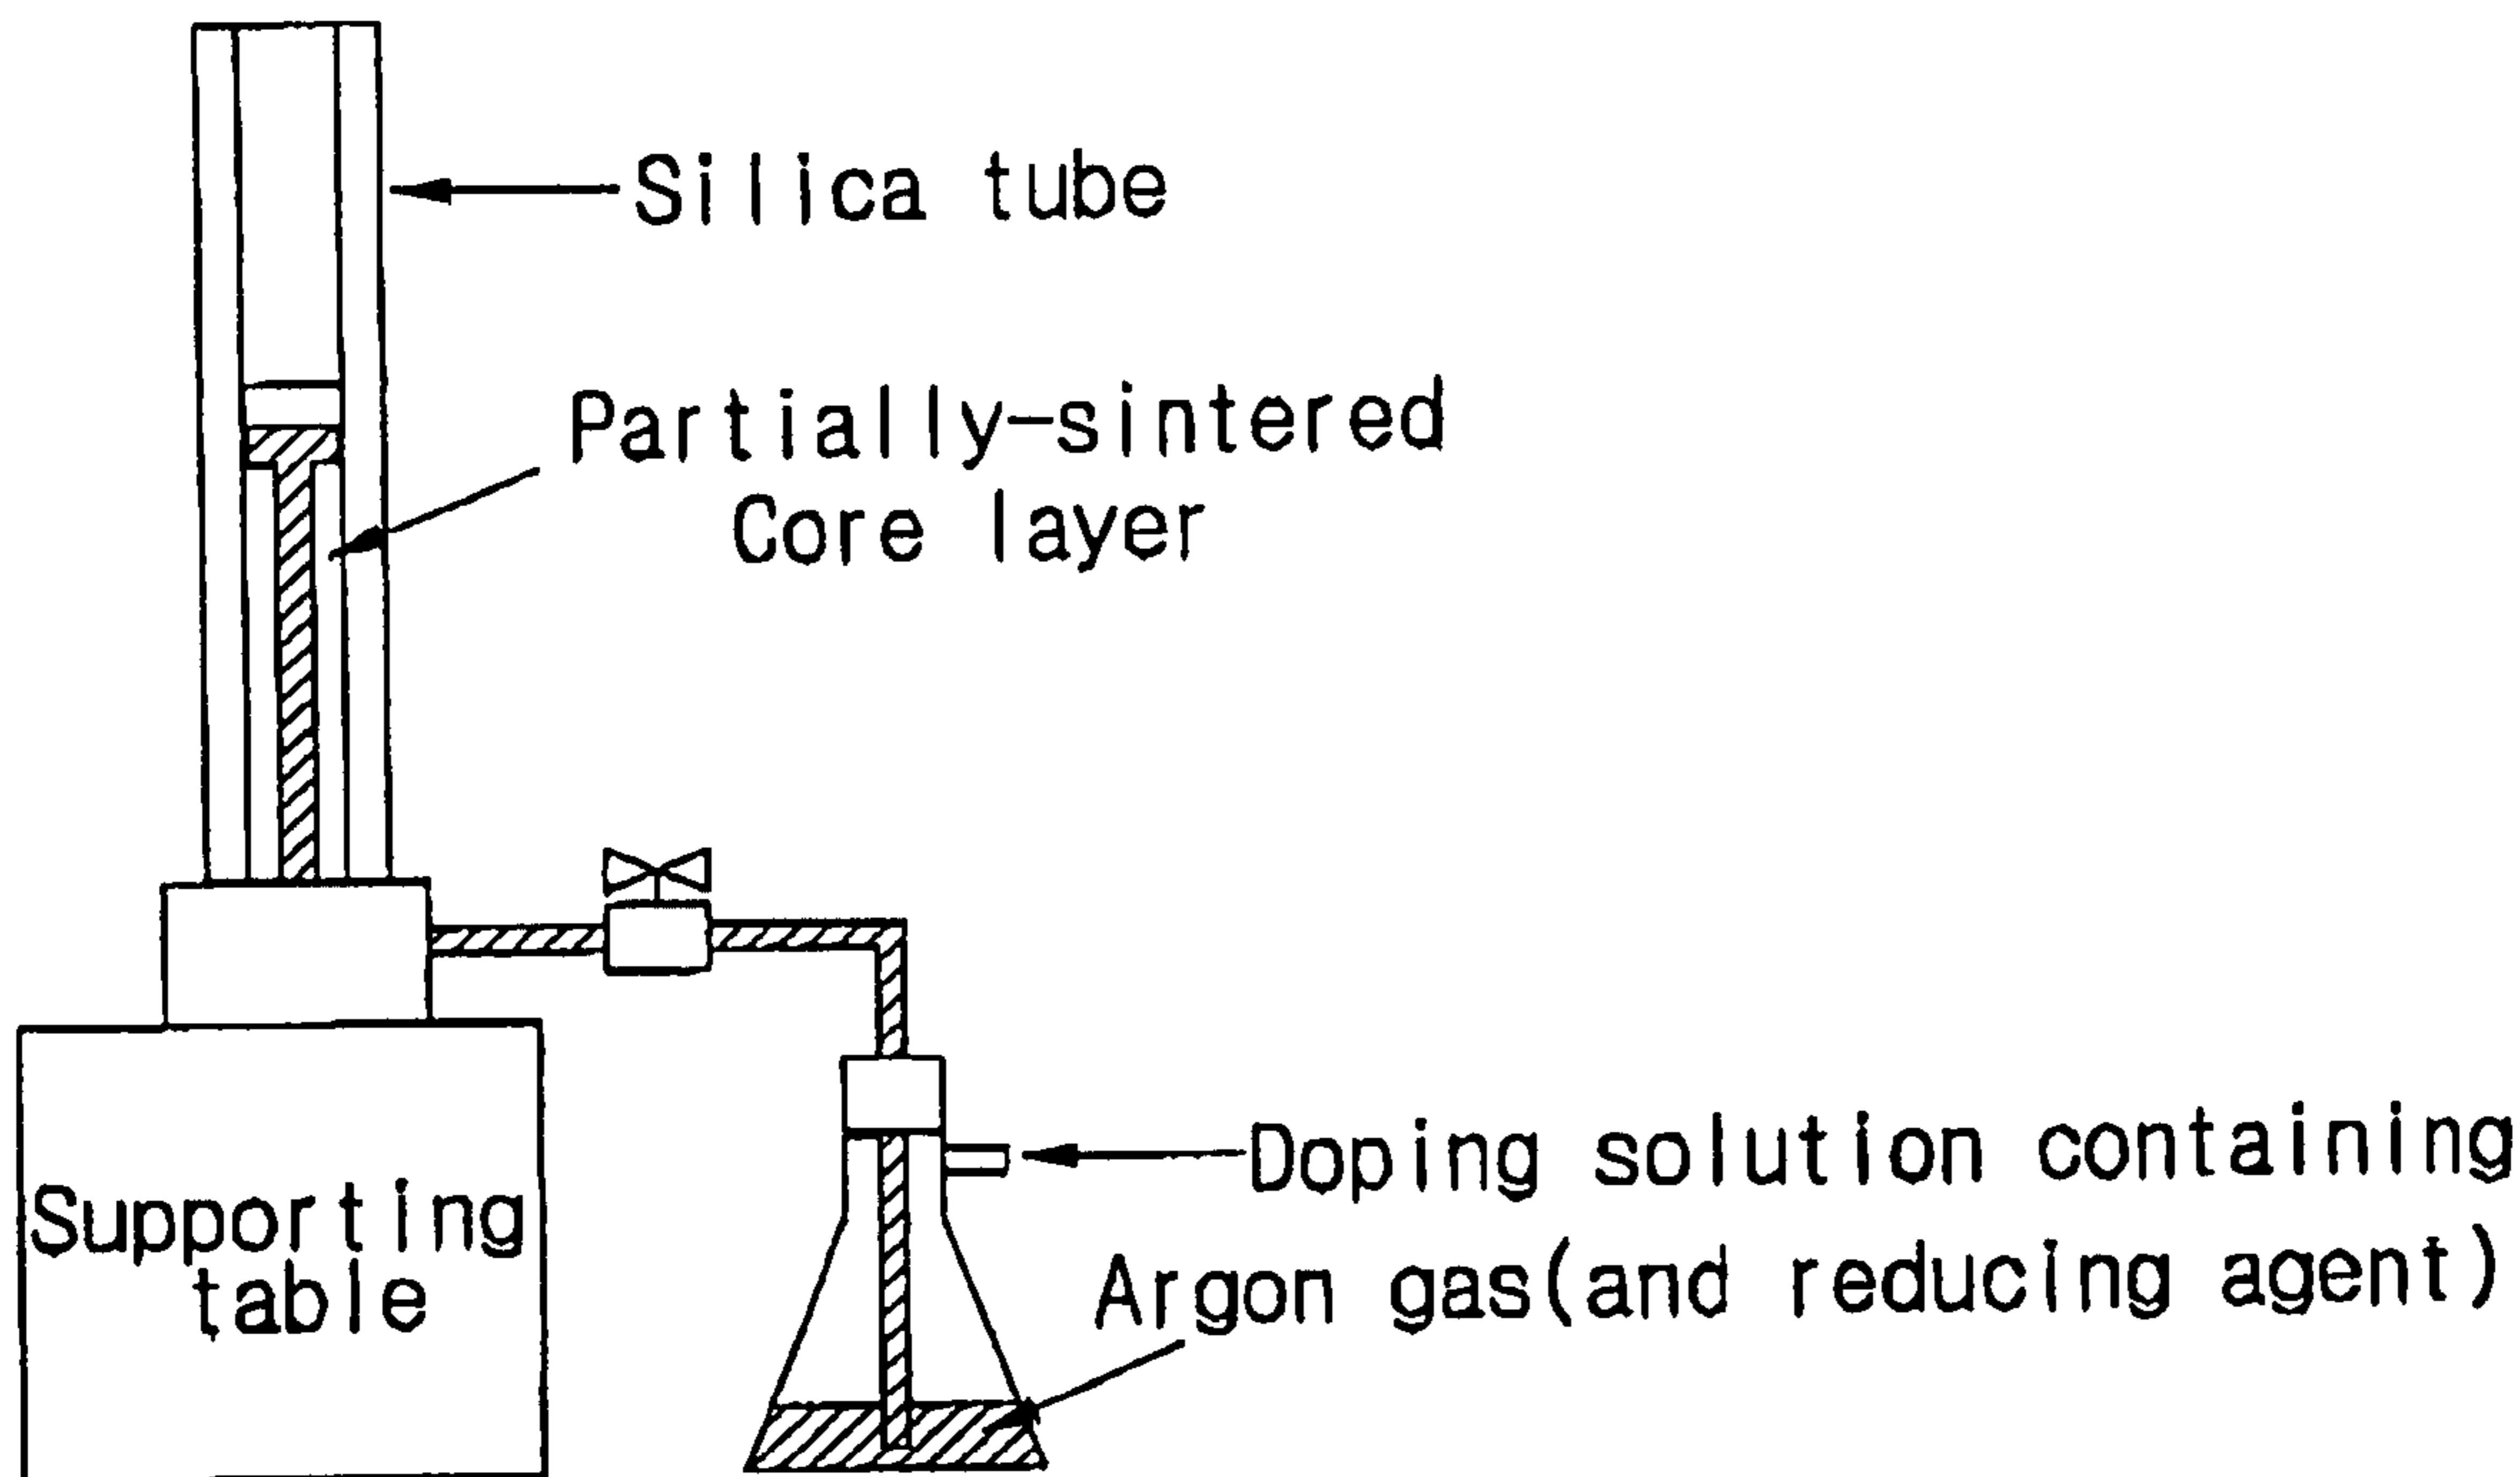 Silica tube
Partially-sintered
Core layer
Doping solution containing
Argon gas(and reducing agent)
Supporting
table